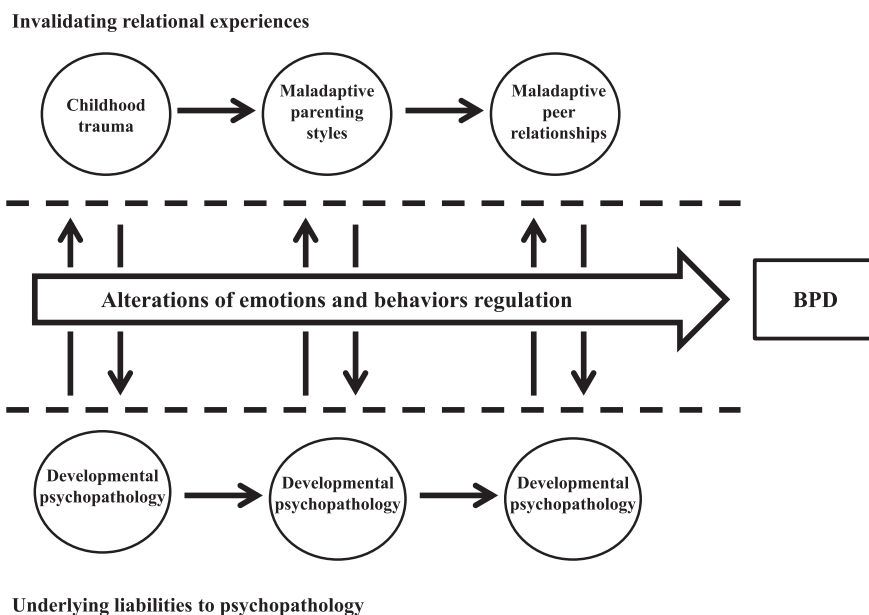 Invalidating relational experiences
Childhood
trauma
Maladaptive
parenting
styles
Maladaptive
peer
relationships
Alterations of emotions and behaviors regulation
BPD
Developmental
psychopathology
Developmental
psychopathology
Developmental
psychopathology
Underlying liabilities to psychopathology